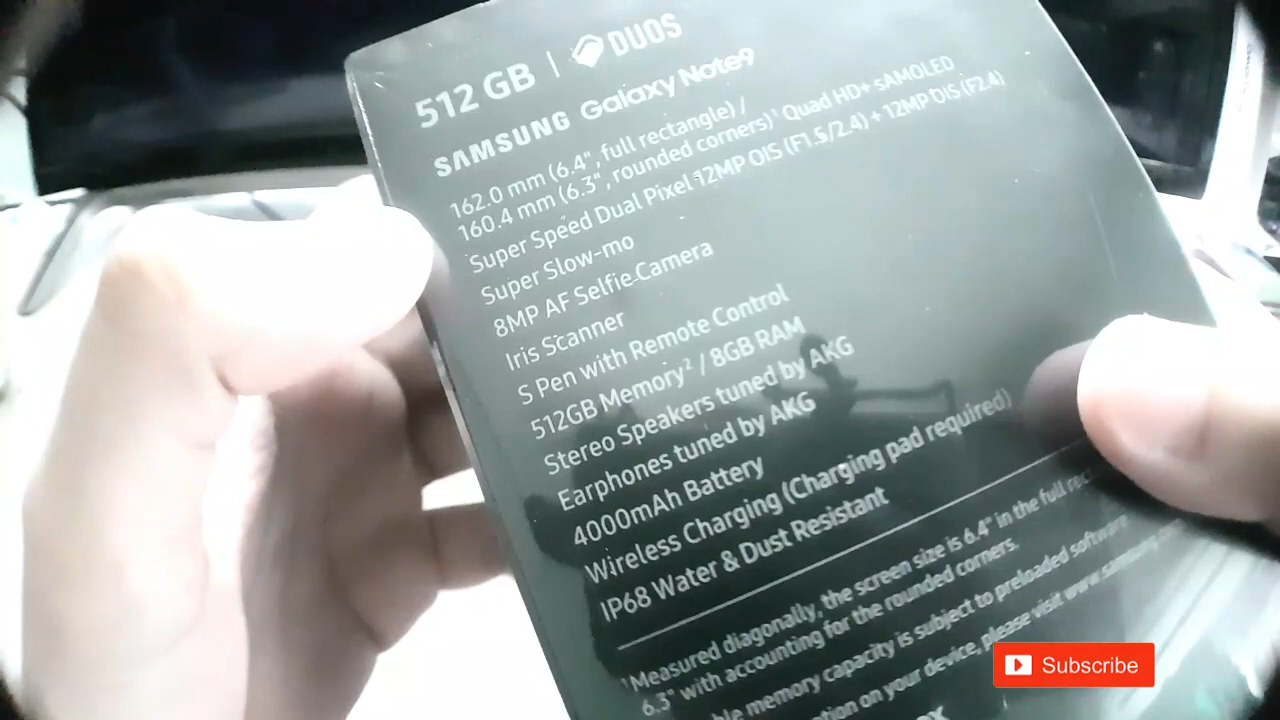 512 GB | DUOS
SAMSUNG Galaxy Note9
162.0 mm (6.4", full rectangle) /
160.4 mm (6.3", rounded corners)¹ Quad HD+ sAMOLED
Super Speed Dual Pixel 12MP OIS (F1.5/2.4) + 12MP OIS (F2.4)
Super Slow-mo
8MP AF Selfie Camera
Iris Scanner
S Pen with Remote Control
512GB Memory² / 8GB RAM
Stereo Speakers tuned by AKG
Earphones tuned by AKG
4000mAh Battery
Wireless Charging (Charging pad required)
IP68 Water & Dust Resistant
¹Measured diagonally, the screen size is 6.4" in the full
6.3" with accounting for the rounded corners.
memory capacity is subject to preloaded software
on your device, please visit
Subscribe